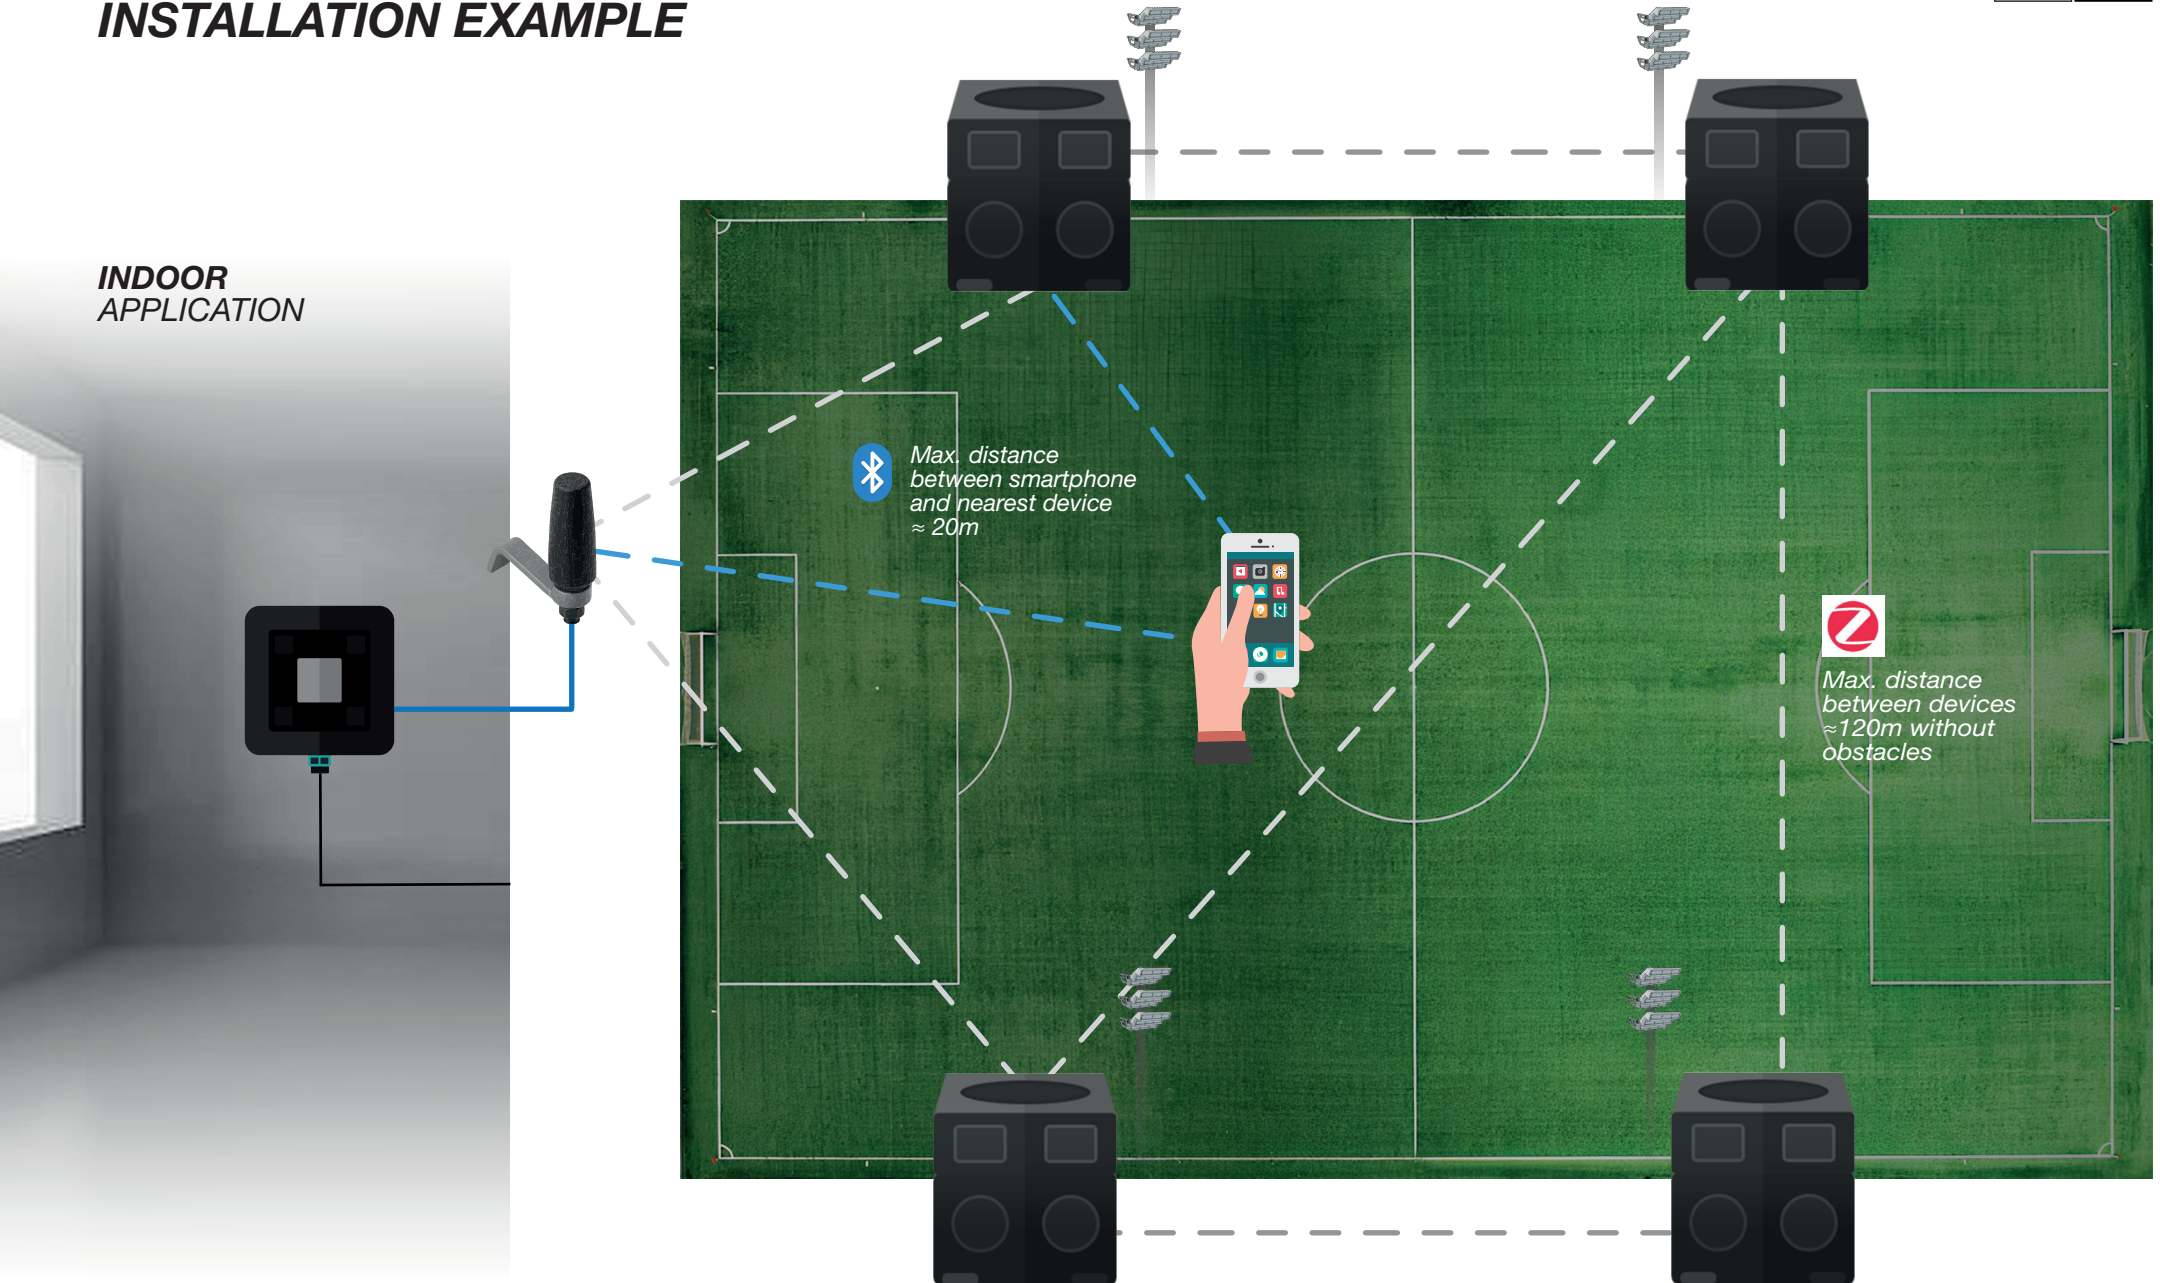 INSTALLATION EXAMPLE
INDOOR
APPLICATION
Max. distance
between smartphone
and nearest device
≈ 20m
Max. distance
between devices
≈120m without
obstacles